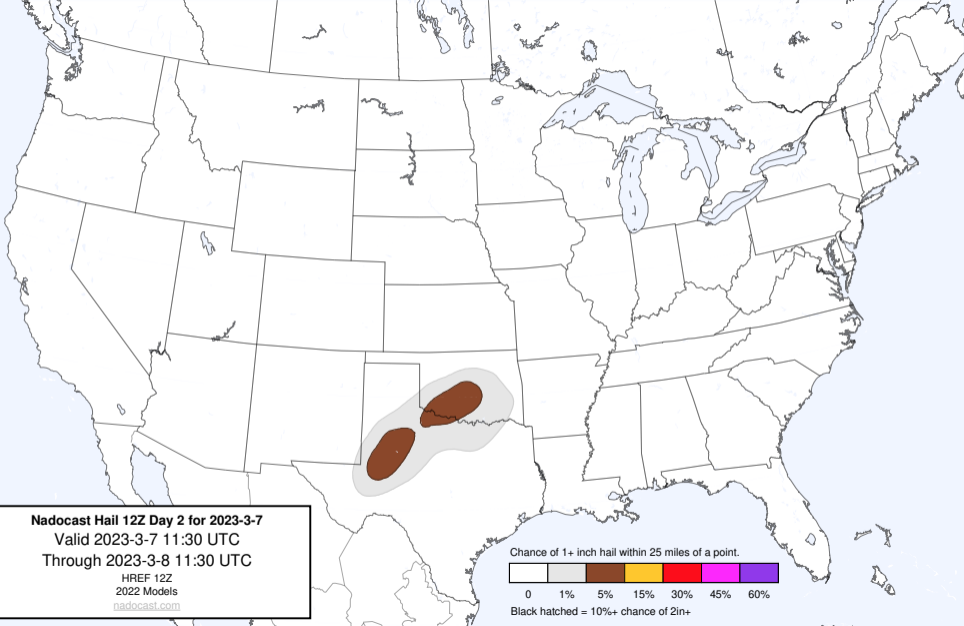 Nadocast Hail 12Z Day 2 for 2023-3-7
Valid 2023-3-7 11:30 UTC
Through 2023-3-8 11:30 UTC
HREF 12Z
2022 Models
nadocast.com
Chance of 1+ inch hail within 25 miles of a point.
0 1% 5% 15% 30% 45% 60%
Black hatched = 10%+ chance of 2in+